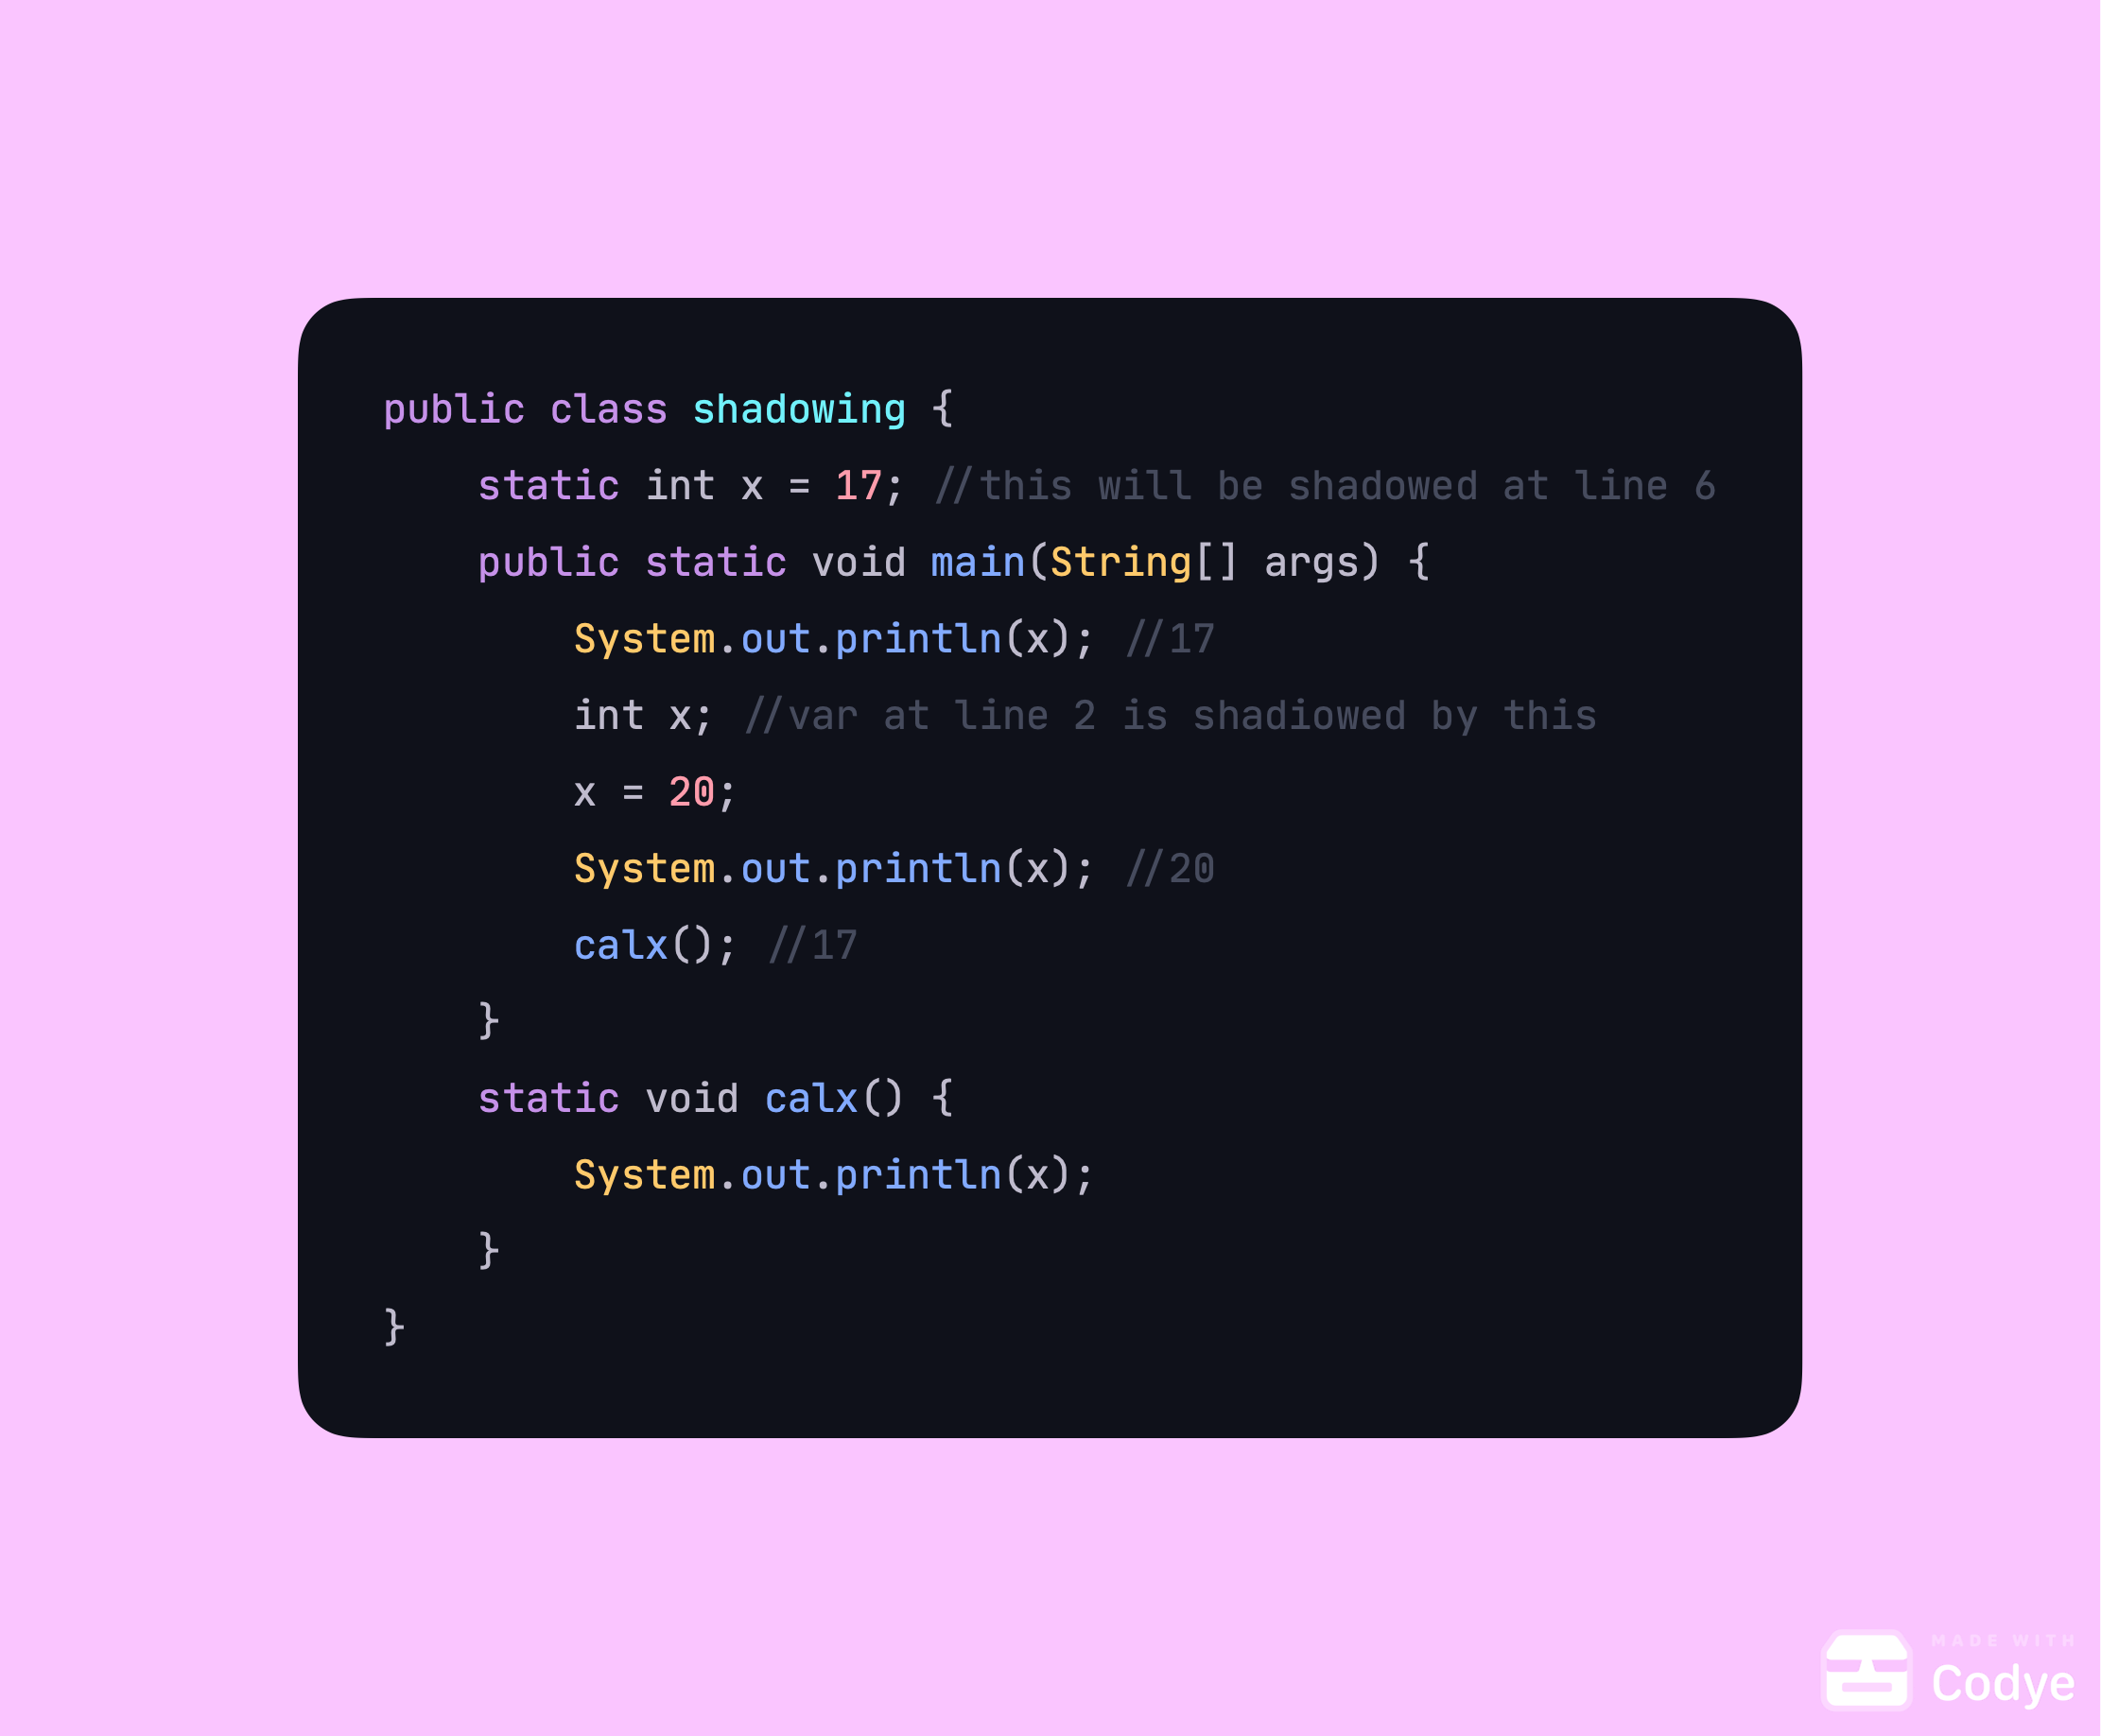 public class shadowing {
    static int x = 17; //this will be shadowed at line 6
    public static void main(String[] args) {
        System.out.println(x); //17
        int x; //var at line 2 is shadiowed by this
        x = 20;
        System.out.println(x); //20
        calx(); //17
    }
    static void calx() {
        System.out.println(x);
    }
}
MADE WITH
Codye